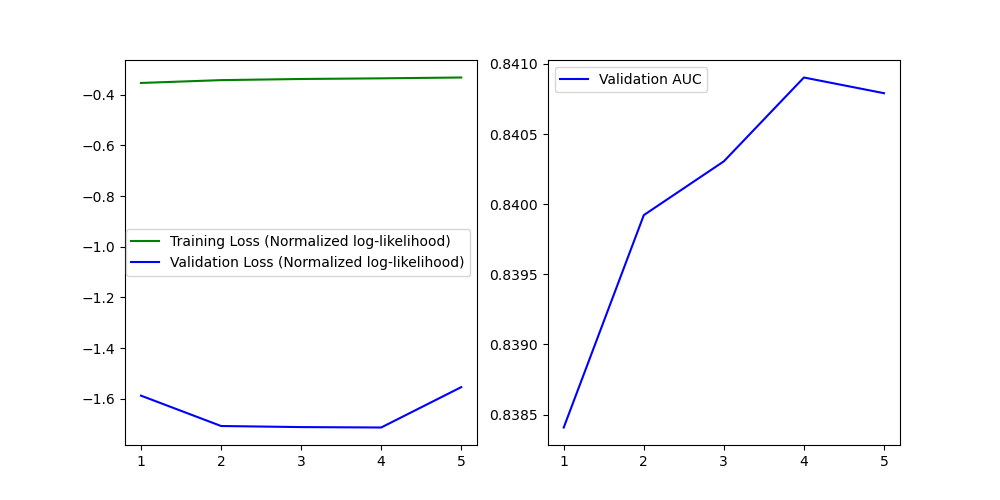 −0.4
−0.6
−0.8
−1.0
−1.2
−1.4
−1.6
1 2 3 4 5
Training Loss (Normalized log-likelihood)
Validation Loss (Normalized log-likelihood)
0.8410
0.8405
0.8400
0.8395
0.8390
0.8385
1 2 3 4 5
Validation AUC